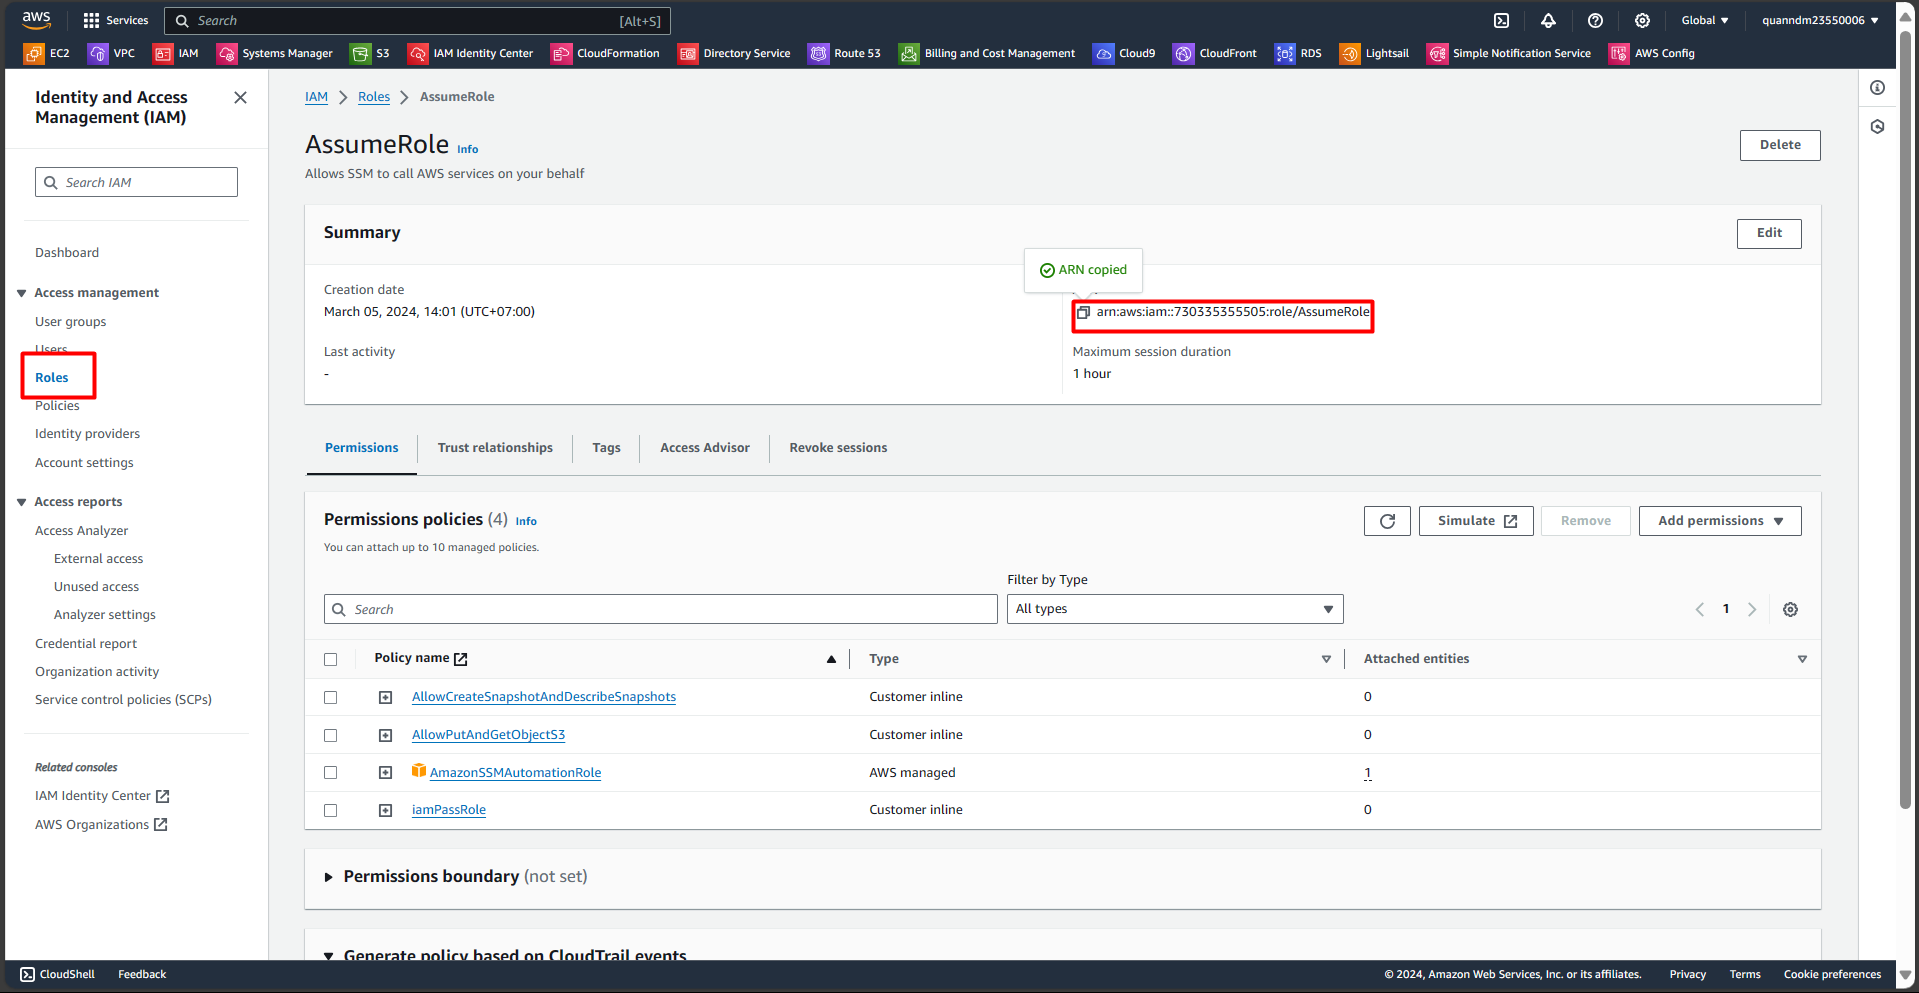 aws
Services
Search
[Alt+S]
Global
quanndm23550006
EC2
VPC
IAM
Systems Manager
S3
IAM Identity Center
CloudFormation
Directory Service
Route 53
Billing and Cost Management
Cloud9
CloudFront
RDS
Lightsail
Simple Notification Service
AWS Config
Identity and Access
Management (IAM)
Search IAM
Dashboard
Access management
User groups
Users
Roles
Policies
Identity providers
Account settings
Access reports
Access Analyzer
External access
Unused access
Analyzer settings
Credential report
Organization activity
Service control policies (SCPs)
Related consoles
IAM Identity Center
AWS Organizations
IAM
Roles
AssumeRole
AssumeRole Info
Delete
Allows SSM to call AWS services on your behalf
Summary
Edit
ARN copied
Creation date
March 05, 2024, 14:01 (UTC+07:00)
arn:aws:iam::730335355505:role/AssumeRole
Last activity
-
Maximum session duration
1 hour
Permissions
Trust relationships
Tags
Access Advisor
Revoke sessions
Permissions policies (4) Info
Simulate
Remove
Add permissions
You can attach up to 10 managed policies.
Filter by Type
Search
All types
1
Policy name
Type
Attached entities
AllowCreateSnapshotAndDescribeSnapshots
Customer inline
0
AllowPutAndGetObjectS3
Customer inline
0
AmazonSSMAutomationRole
AWS managed
1
iamPassRole
Customer inline
0
Permissions boundary (not set)
Generate policy based on CloudTrail events
CloudShell
Feedback
© 2024, Amazon Web Services, Inc. or its affiliates.
Privacy
Terms
Cookie preferences